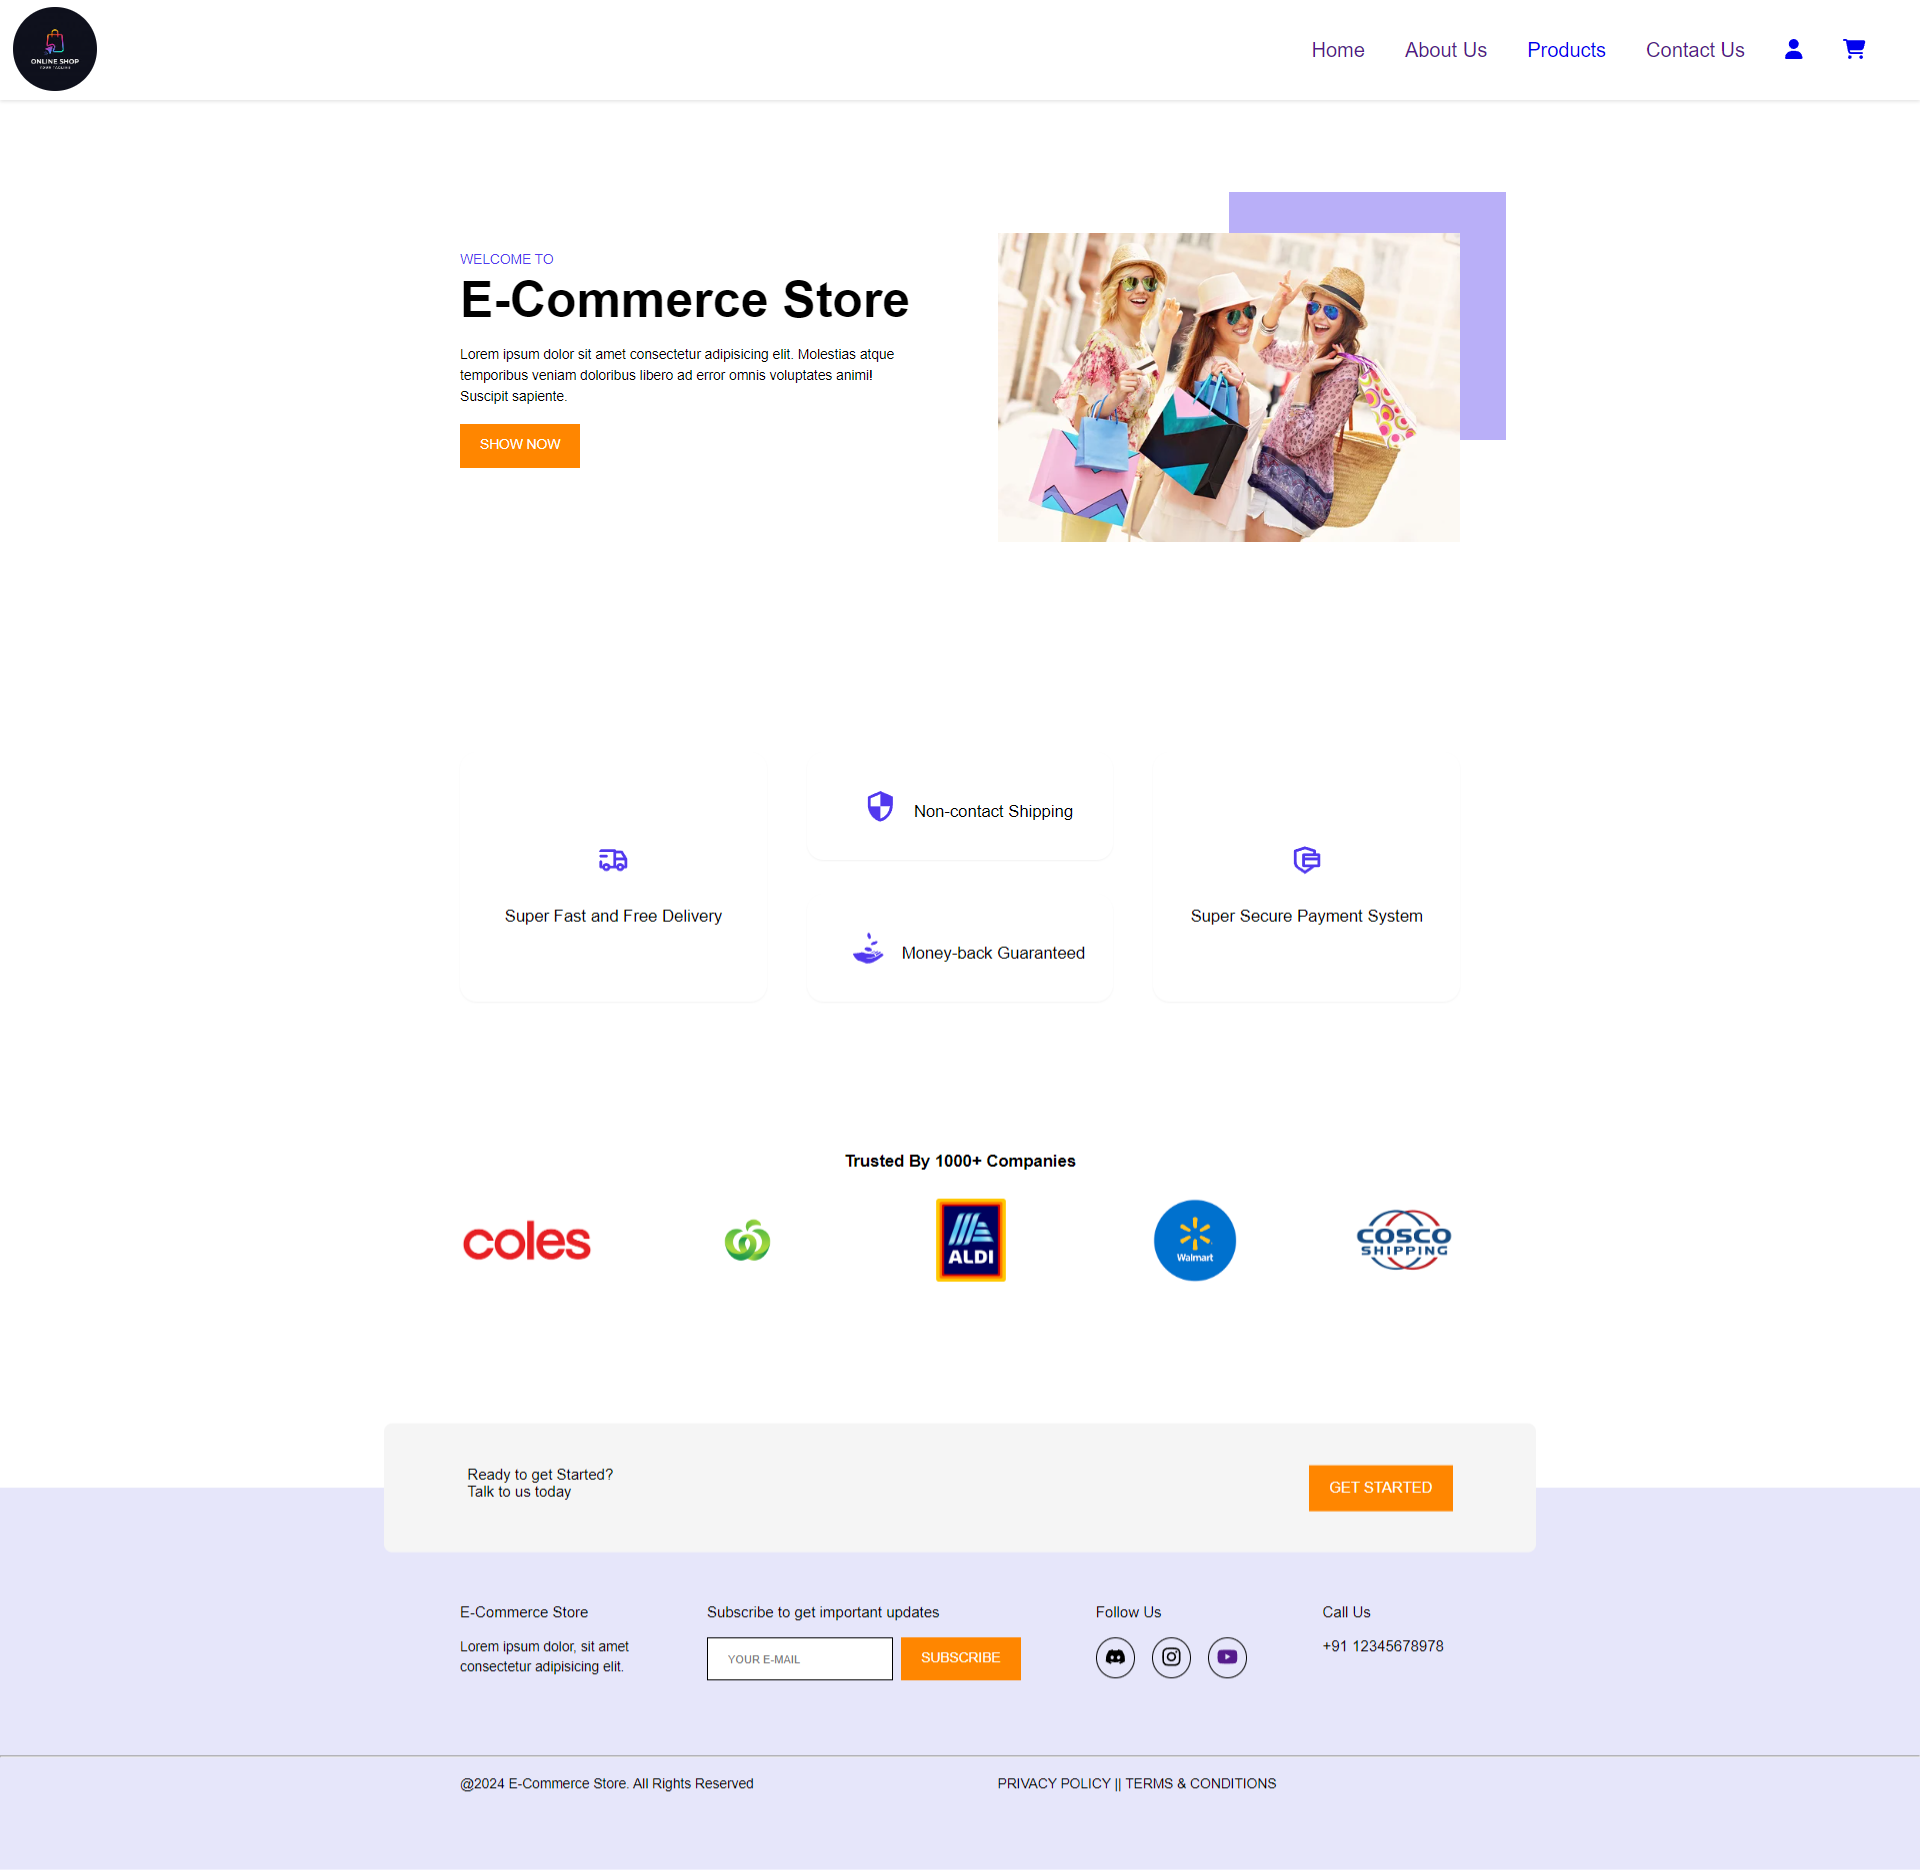 ONLINE SHOP
Home
About Us
Products
Contact Us
WELCOME TO
E-Commerce Store
Lorem ipsum dolor sit amet consectetur adipisicing elit. Molestias atque
temporibus veniam doloribus libero ad error omnis voluptates animi!
Suscipit sapiente.
SHOW NOW
Non-contact Shipping
Super Fast and Free Delivery
Super Secure Payment System
Money-back Guaranteed
Trusted By 1000+ Companies
coles
ALDI
Walmart
COSCO
SHIPPING
Ready to get Started?
Talk to us today
GET STARTED
E-Commerce Store
Lorem ipsum dolor, sit amet
consectetur adipisicing elit.
Subscribe to get important updates
YOUR E-MAIL
SUBSCRIBE
Follow Us
Call Us
+91 12345678978
@2024 E-Commerce Store. All Rights Reserved
PRIVACY POLICY || TERMS & CONDITIONS